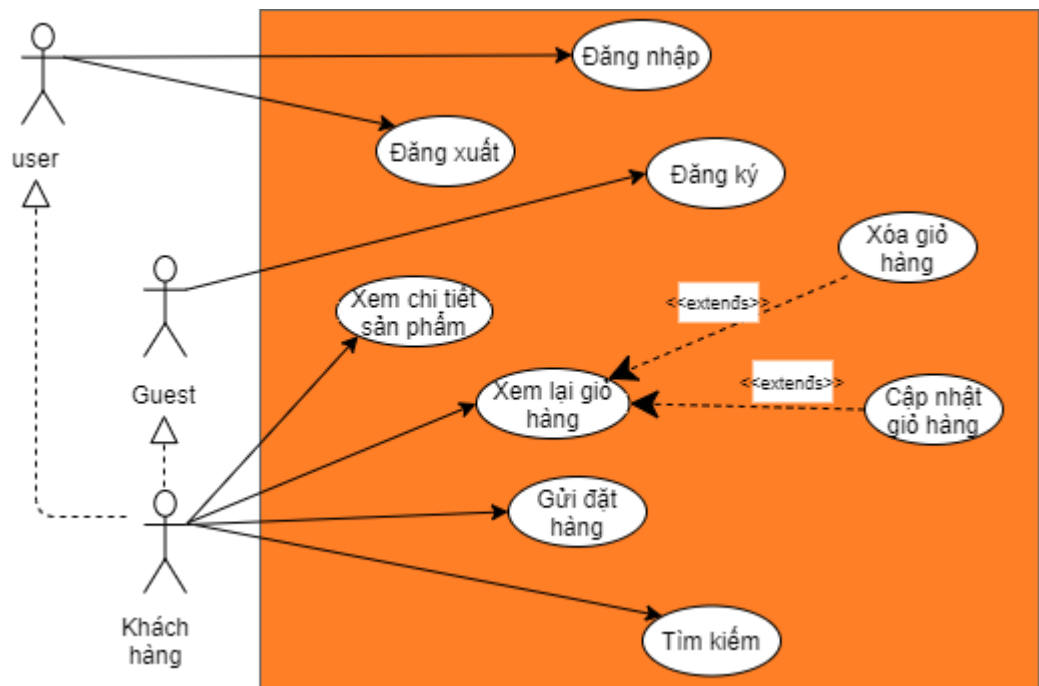 Đăng nhập
user
Đăng xuất
Đăng ký
Xóa giỏ
hàng
Xem chi tiết
sản phẩm
<<extends>>
Guest
Xem lại giỏ
hàng
<<extends>>
Cập nhật
giỏ hàng
Gửi đặt
hàng
Khách
hàng
Tìm kiếm